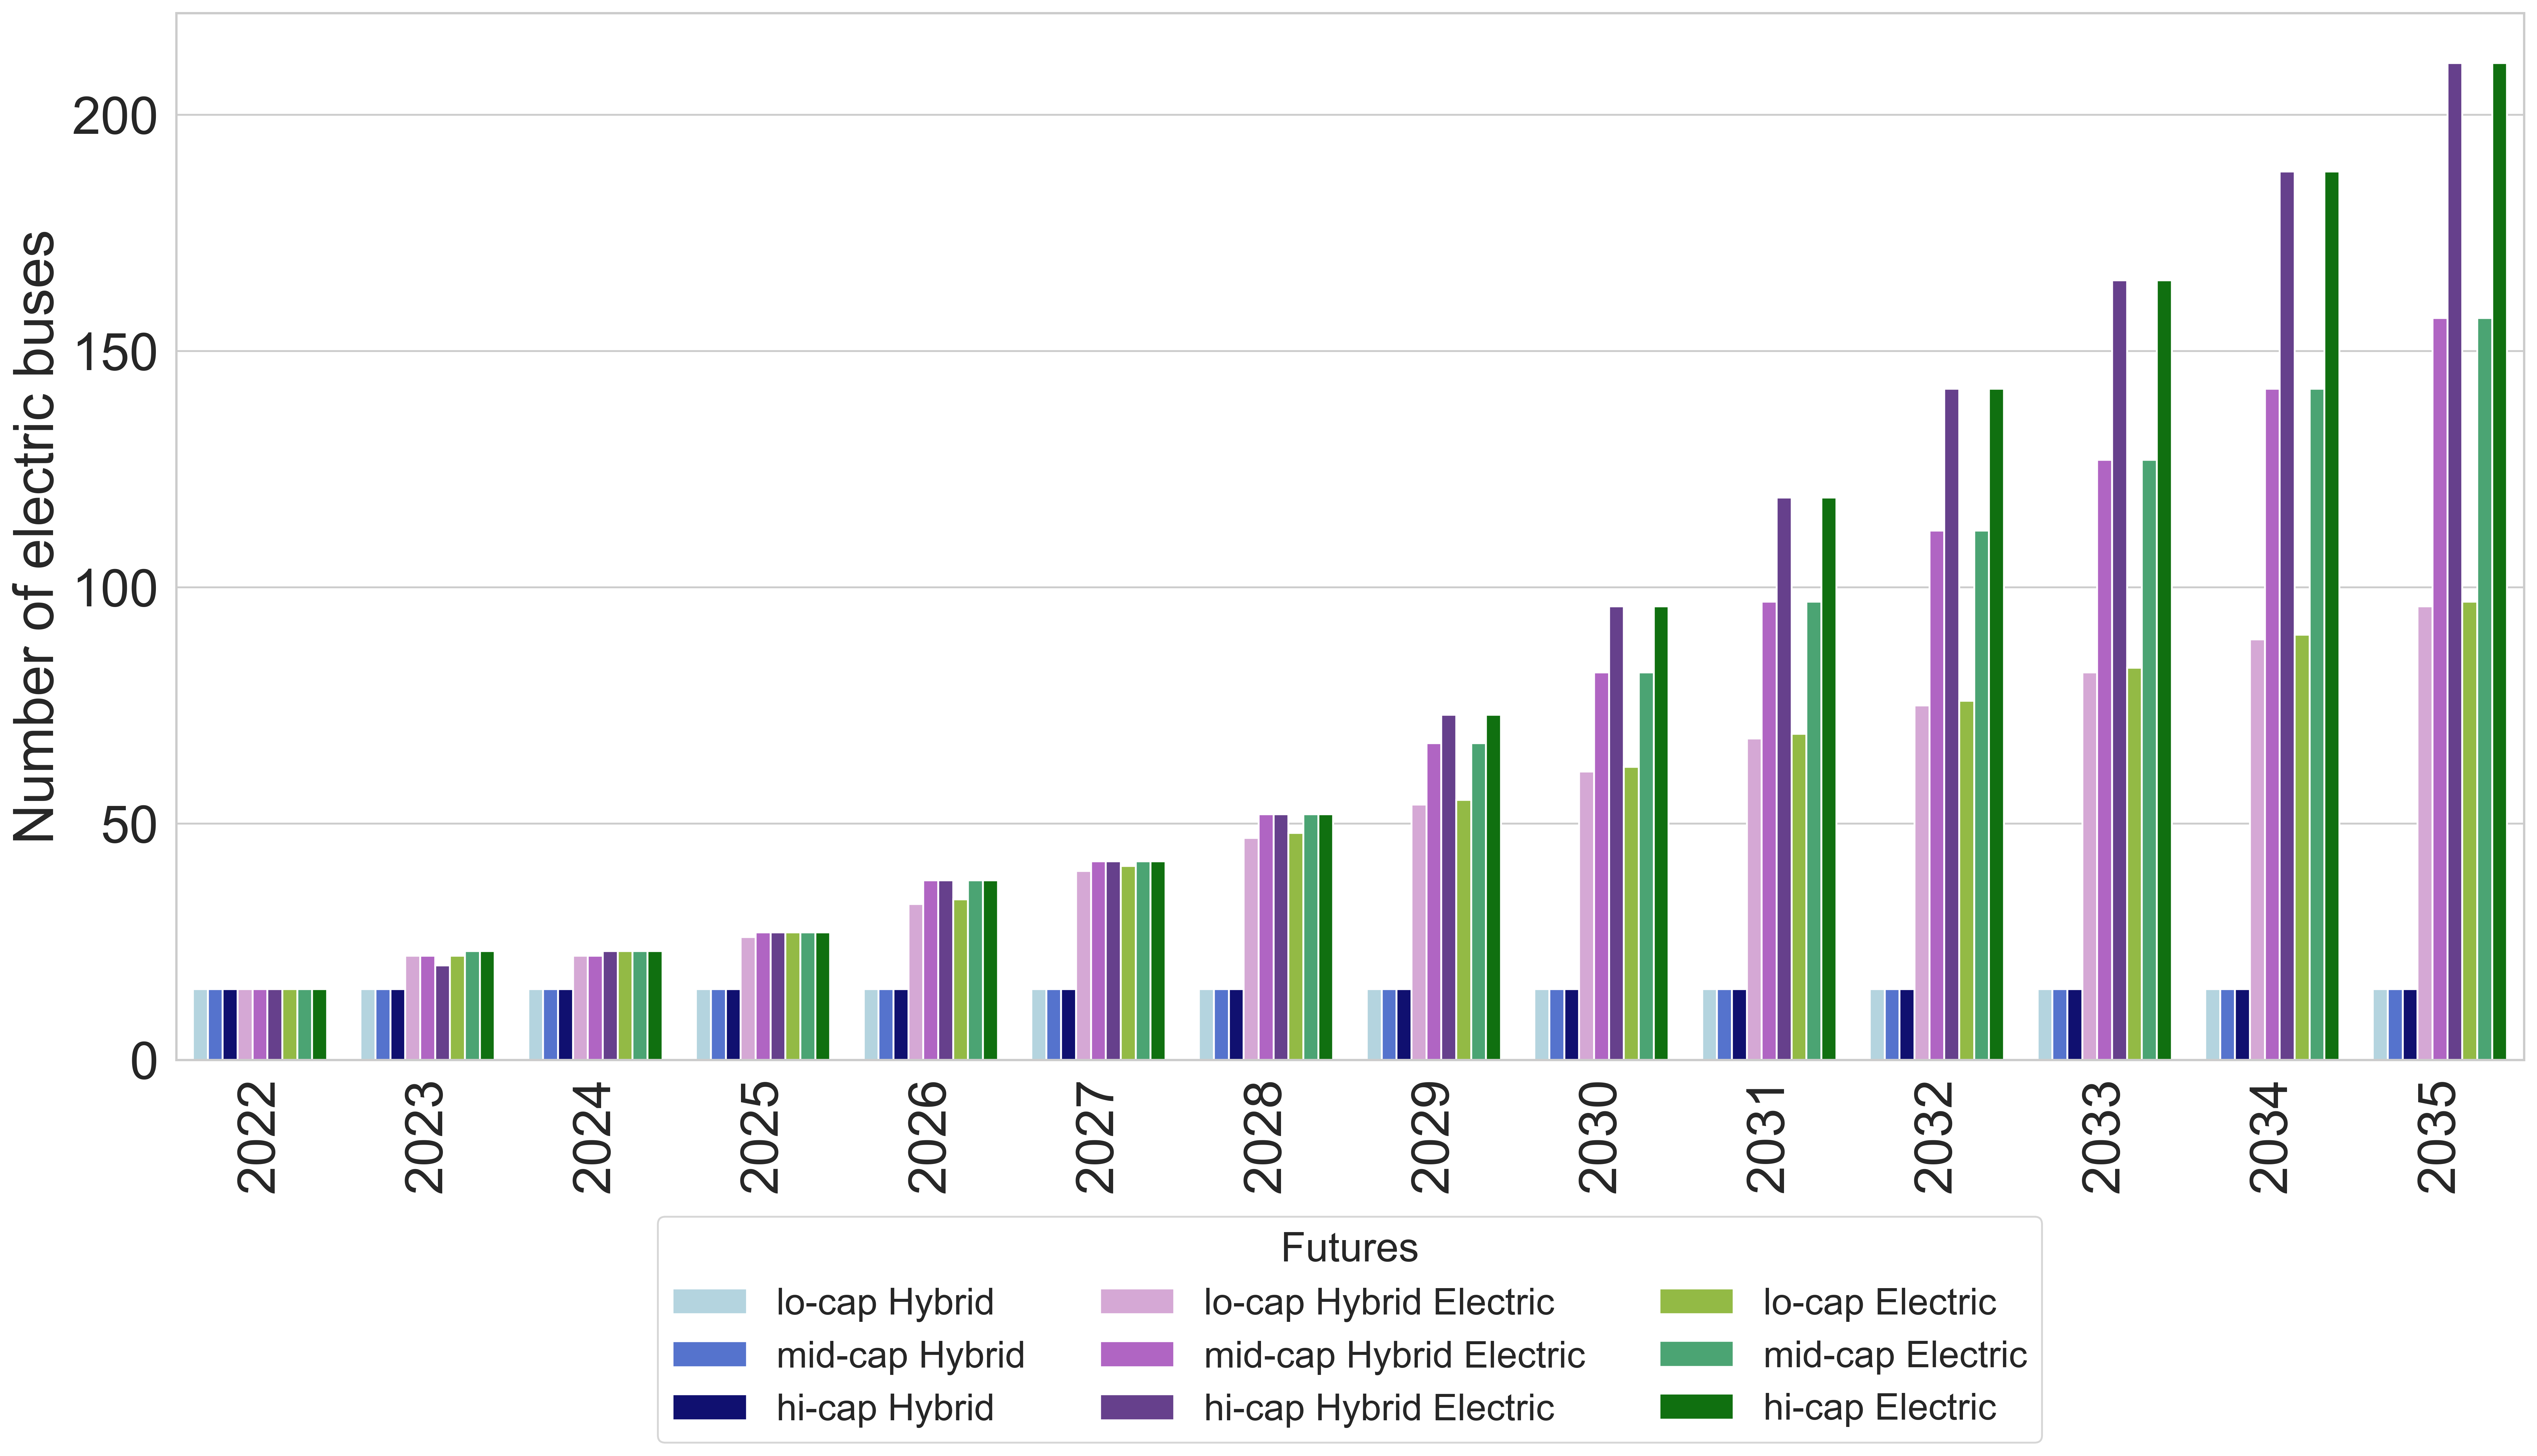 Number of electric buses
200
150
100
50
0
2022
2023
2024
2025
2026
2027
2028
2029
2030
2031
2032
2033
2034
2035
Futures
lo-cap Hybrid
mid-cap Hybrid
hi-cap Hybrid
lo-cap Hybrid Electric
mid-cap Hybrid Electric
hi-cap Hybrid Electric
lo-cap Electric
mid-cap Electric
hi-cap Electric